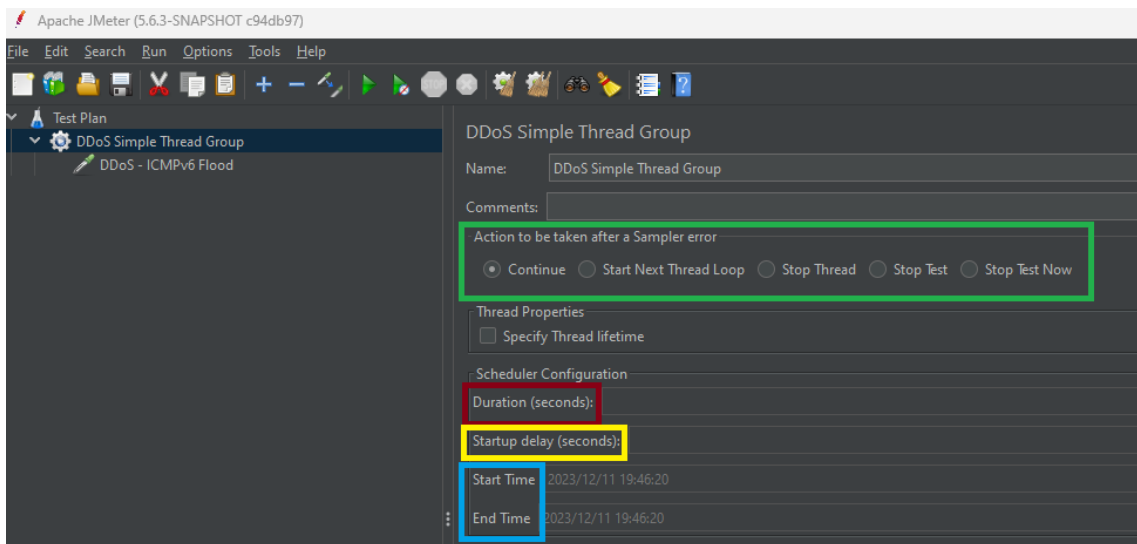 Apache JMeter (5.6.3-SNAPSHOT c94db97)
File Edit Search Run Options Tools Help
STOP
Test Plan
DDoS Simple Thread Group
DDoS - ICMPv6 Flood
DDoS Simple Thread Group
Name: DDoS Simple Thread Group
Comments:
Action to be taken after a Sampler error
Continue Start Next Thread Loop Stop Thread Stop Test Stop Test Now
Thread Properties
Specify Thread lifetime
Scheduler Configuration
Duration (seconds):
Startup delay (seconds):
Start Time 2023/12/11 19:46:20
End Time 2023/12/11 19:46:20